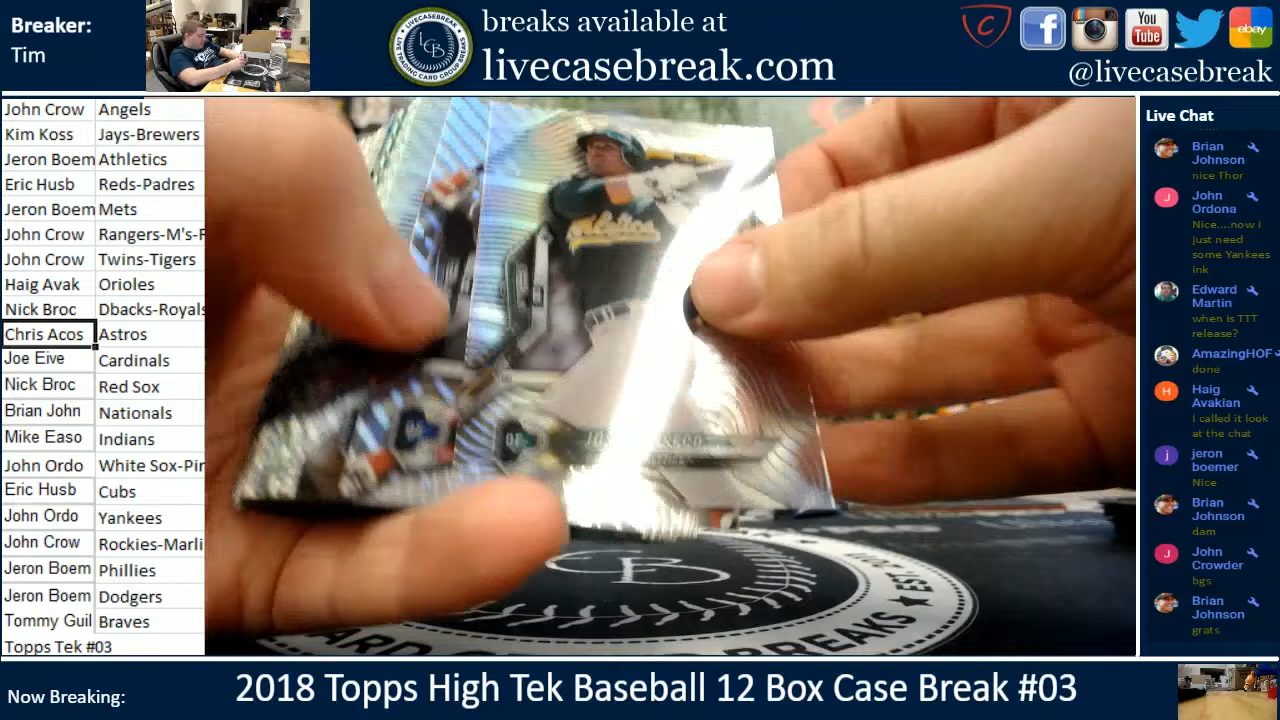 Breaker:
Tim
breaks available at
livecasebreak.com
@livecasebreak
You
Tube
ebay
LCB
John Crow Angels
Kim Koss Jays-Brewers
Jeron Boem Athletics
Eric Husb Reds-Padres
Jeron Boem Mets
John Crow Rangers-M's-R
John Crow Twins-Tigers
Haig Avak Orioles
Nick Broc Dbacks-Royals
Chris Acos Astros
Joe Eive Cardinals
Nick Broc Red Sox
Brian John Nationals
Mike Easo Indians
John Ordo White Sox-Pir
Eric Husb Cubs
John Ordo Yankees
John Crow Rockies-Marli
Jeron Boem Phillies
Jeron Boem Dodgers
Tommy Guil Braves
Topps Tek #03
Athletics
OF
Live Chat
Brian
Johnson
nice Thor
John
Ordona
Nice....now i
just need
some Yankees
ink
Edward
Martin
when is TTT
release?
AmazingHOF
done
Haig
Avakian
I called it look
at the chat
jeron
boemer
Nice
Brian
Johnson
dam
John
Crowder
bgs
Brian
Johnson
grats
Now Breaking:
2018 Topps High Tek Baseball 12 Box Case Break #03